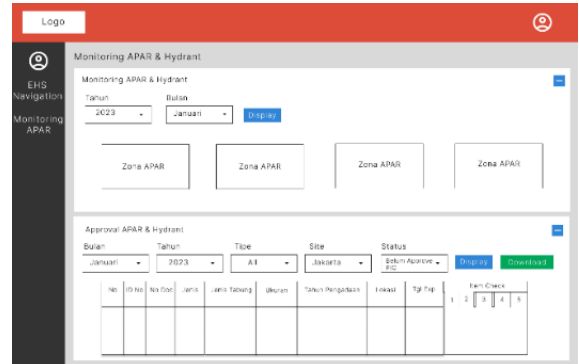 Logo
EHS
Navigation
Monitoring
APAR
Monitoring APAR & Hydrant
Monitoring APAR & Hydrant
Tahun Bulan
2023 Januari Display
Zona APAR Zona APAR Zona APAR Zona APAR
Approval APAR & Hydrant
Bulan Tahun Tipe Site Status
Januari 2023 All Jakarta Belum Approve PIC Display Download
No ID No No Doc Jenis Jenis Tabung Ukuran Tahun Pengadaan Lokasi Tgl Exp Item Check
1 2 3 4 5